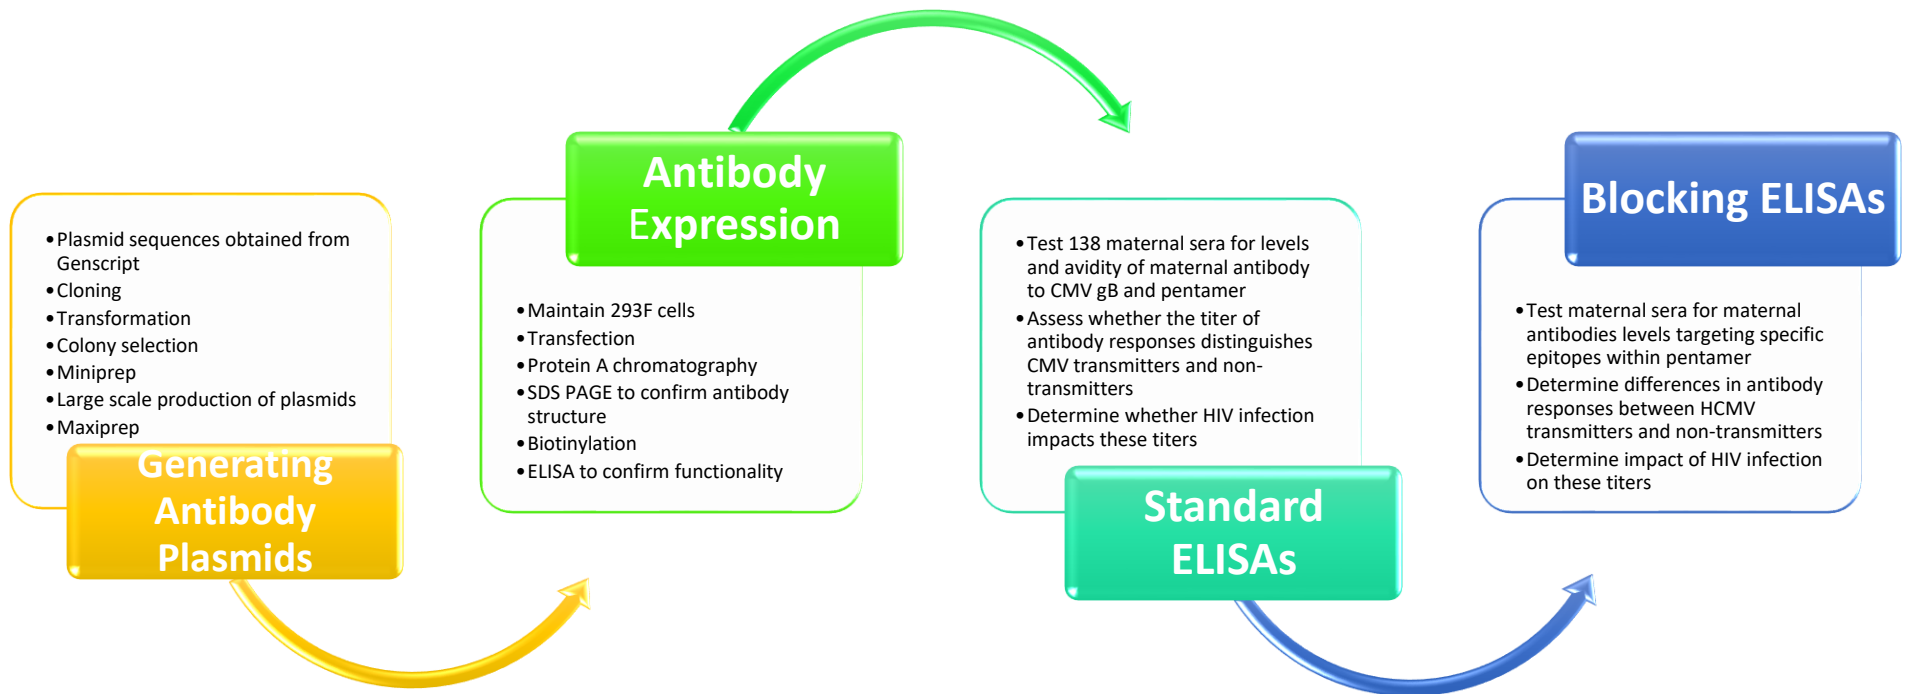 •Plasmid sequences obtained from
Genscript
•Cloning
•Transformation
•Colony selection
•Miniprep
•Large scale production of plasmids
•Maxiprep
Generating
Antibody
Plasmids
Antibody
Expression
•Maintain 293F cells
•Transfection
•Protein A chromatography
•SDS PAGE to confirm antibody
structure
•Biotinylation
•ELISA to confirm functionality
•Test 138 maternal sera for levels
and avidity of maternal antibody
to CMV gB and pentamer
•Assess whether the titer of
antibody responses distinguishes
CMV transmitters and non-
transmitters
•Determine whether HIV infection
impacts these titers
Standard
ELISAs
Blocking ELISAs
•Test maternal sera for maternal
antibodies levels targeting specific
epitopes within pentamer
•Determine differences in antibody
responses between HCMV
transmitters and non-transmitters
•Determine impact of HIV infection
on these titers